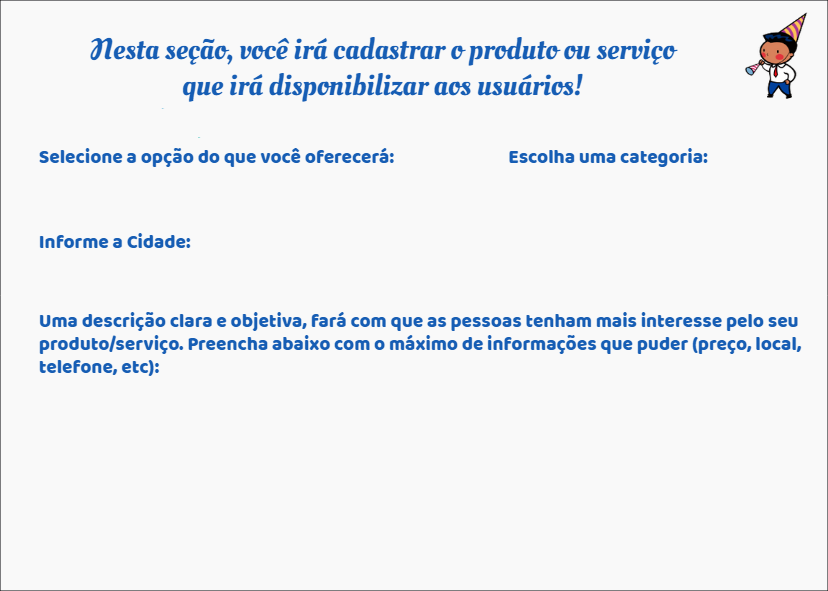 Nesta seção, você irá cadastrar o produto ou serviço
que irá disponibilizar aos usuários!
Selecione a opção do que você oferecerá:
Escolha uma categoria:
Informe a Cidade:
Uma descrição clara e objetiva, fará com que as pessoas tenham mais interesse pelo seu
produto/serviço. Preencha abaixo com o máximo de informações que puder (preço, local,
telefone, etc):